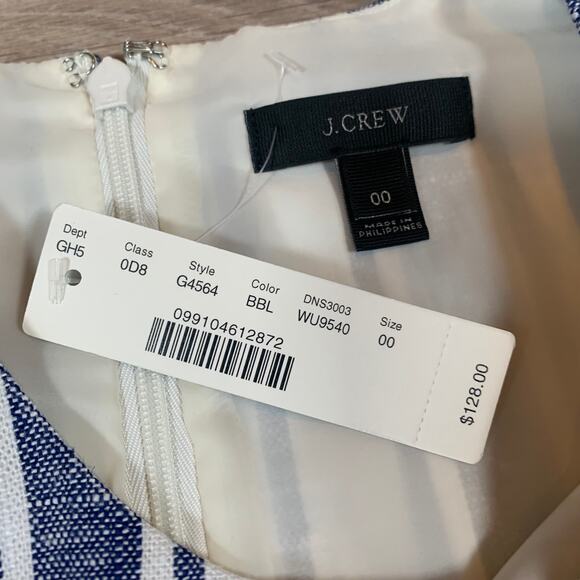 J.CREW
00
MADE IN
PHILIPPINES
Dept Class Style Color DNS3003 Size
GH5 0D8 G4564 BBL WU9540 00
099104612872
$128.00